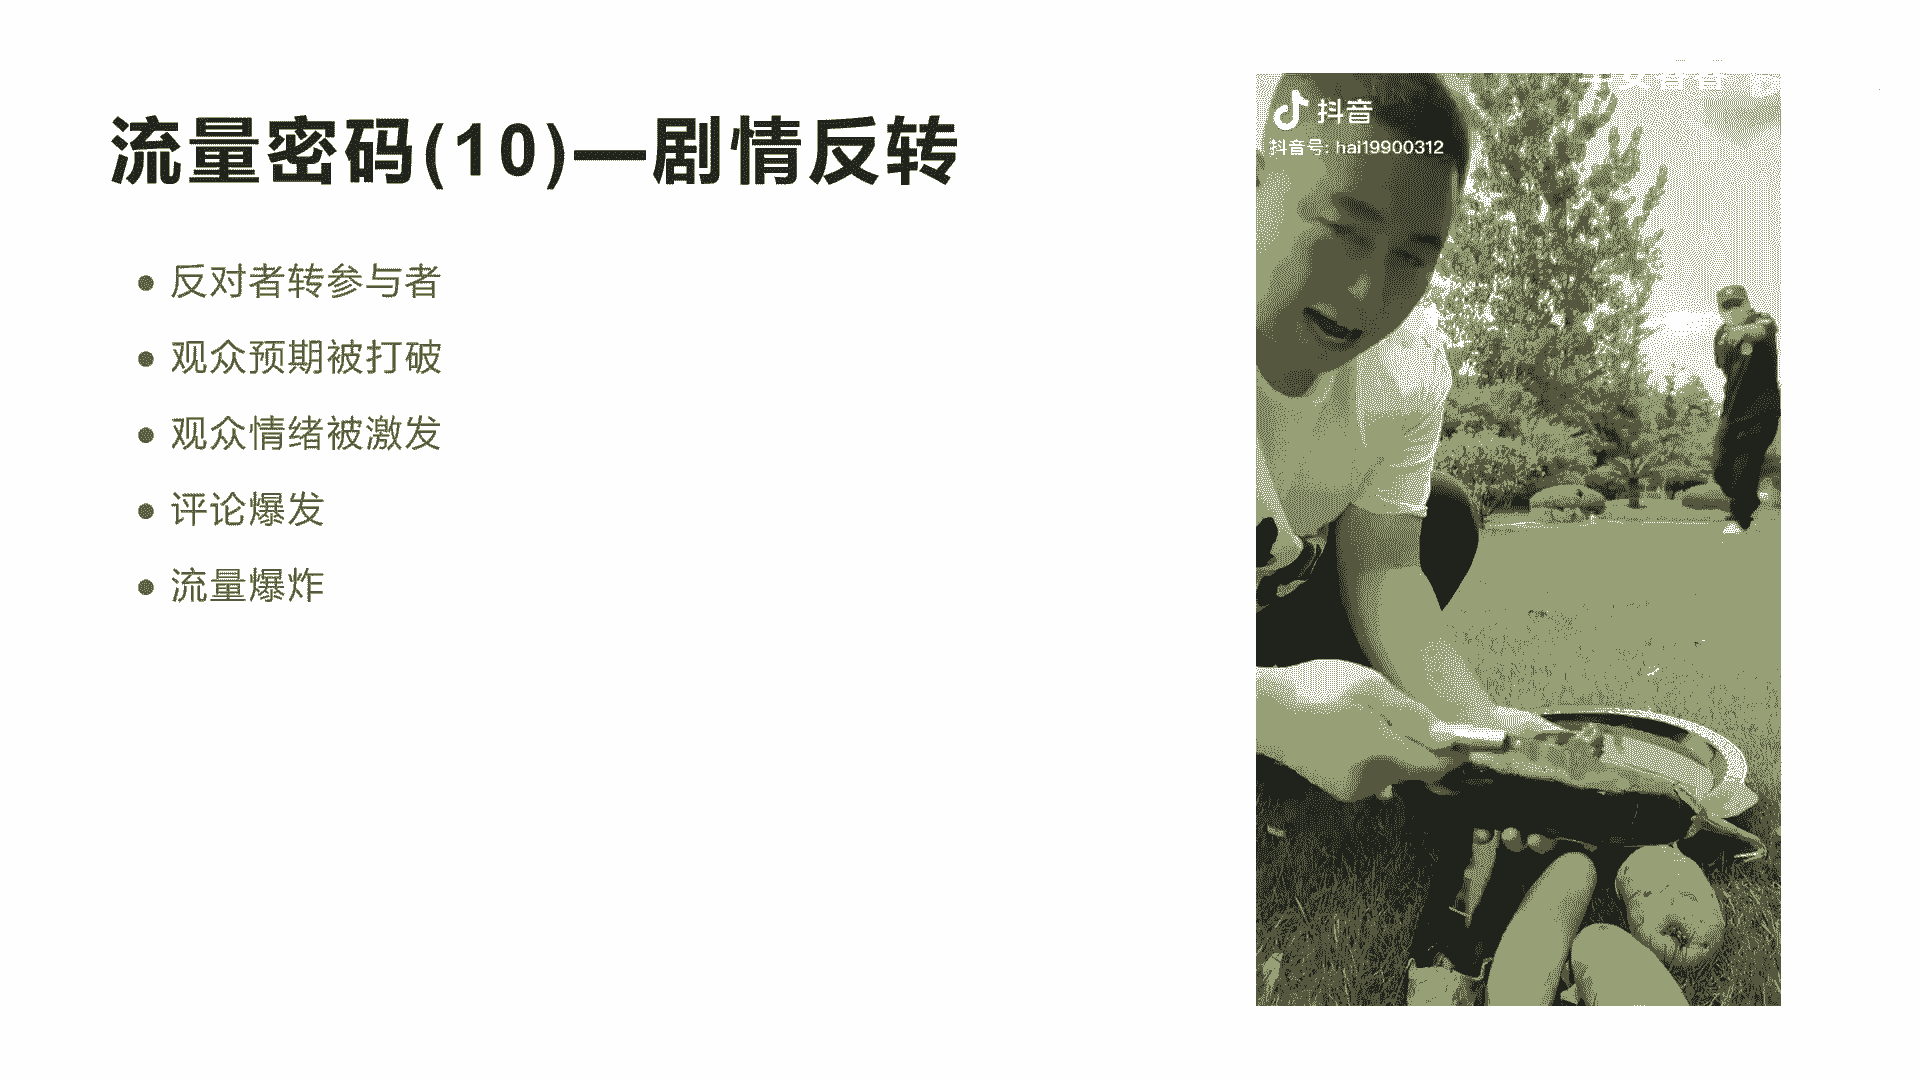 流量密码(10)—剧情反转
反对者转参与者
观众预期被打破
观众情绪被激发
评论爆发
流量爆炸
抖音
抖音号: hai19900312